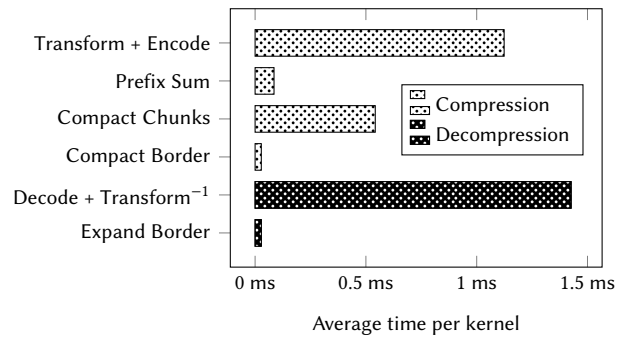 Transform + Encode
Prefix Sum
Compact Chunks
Compact Border
Decode + Transform⁻¹
Expand Border
Compression
Decompression
0 ms 0.5 ms 1 ms 1.5 ms
Average time per kernel